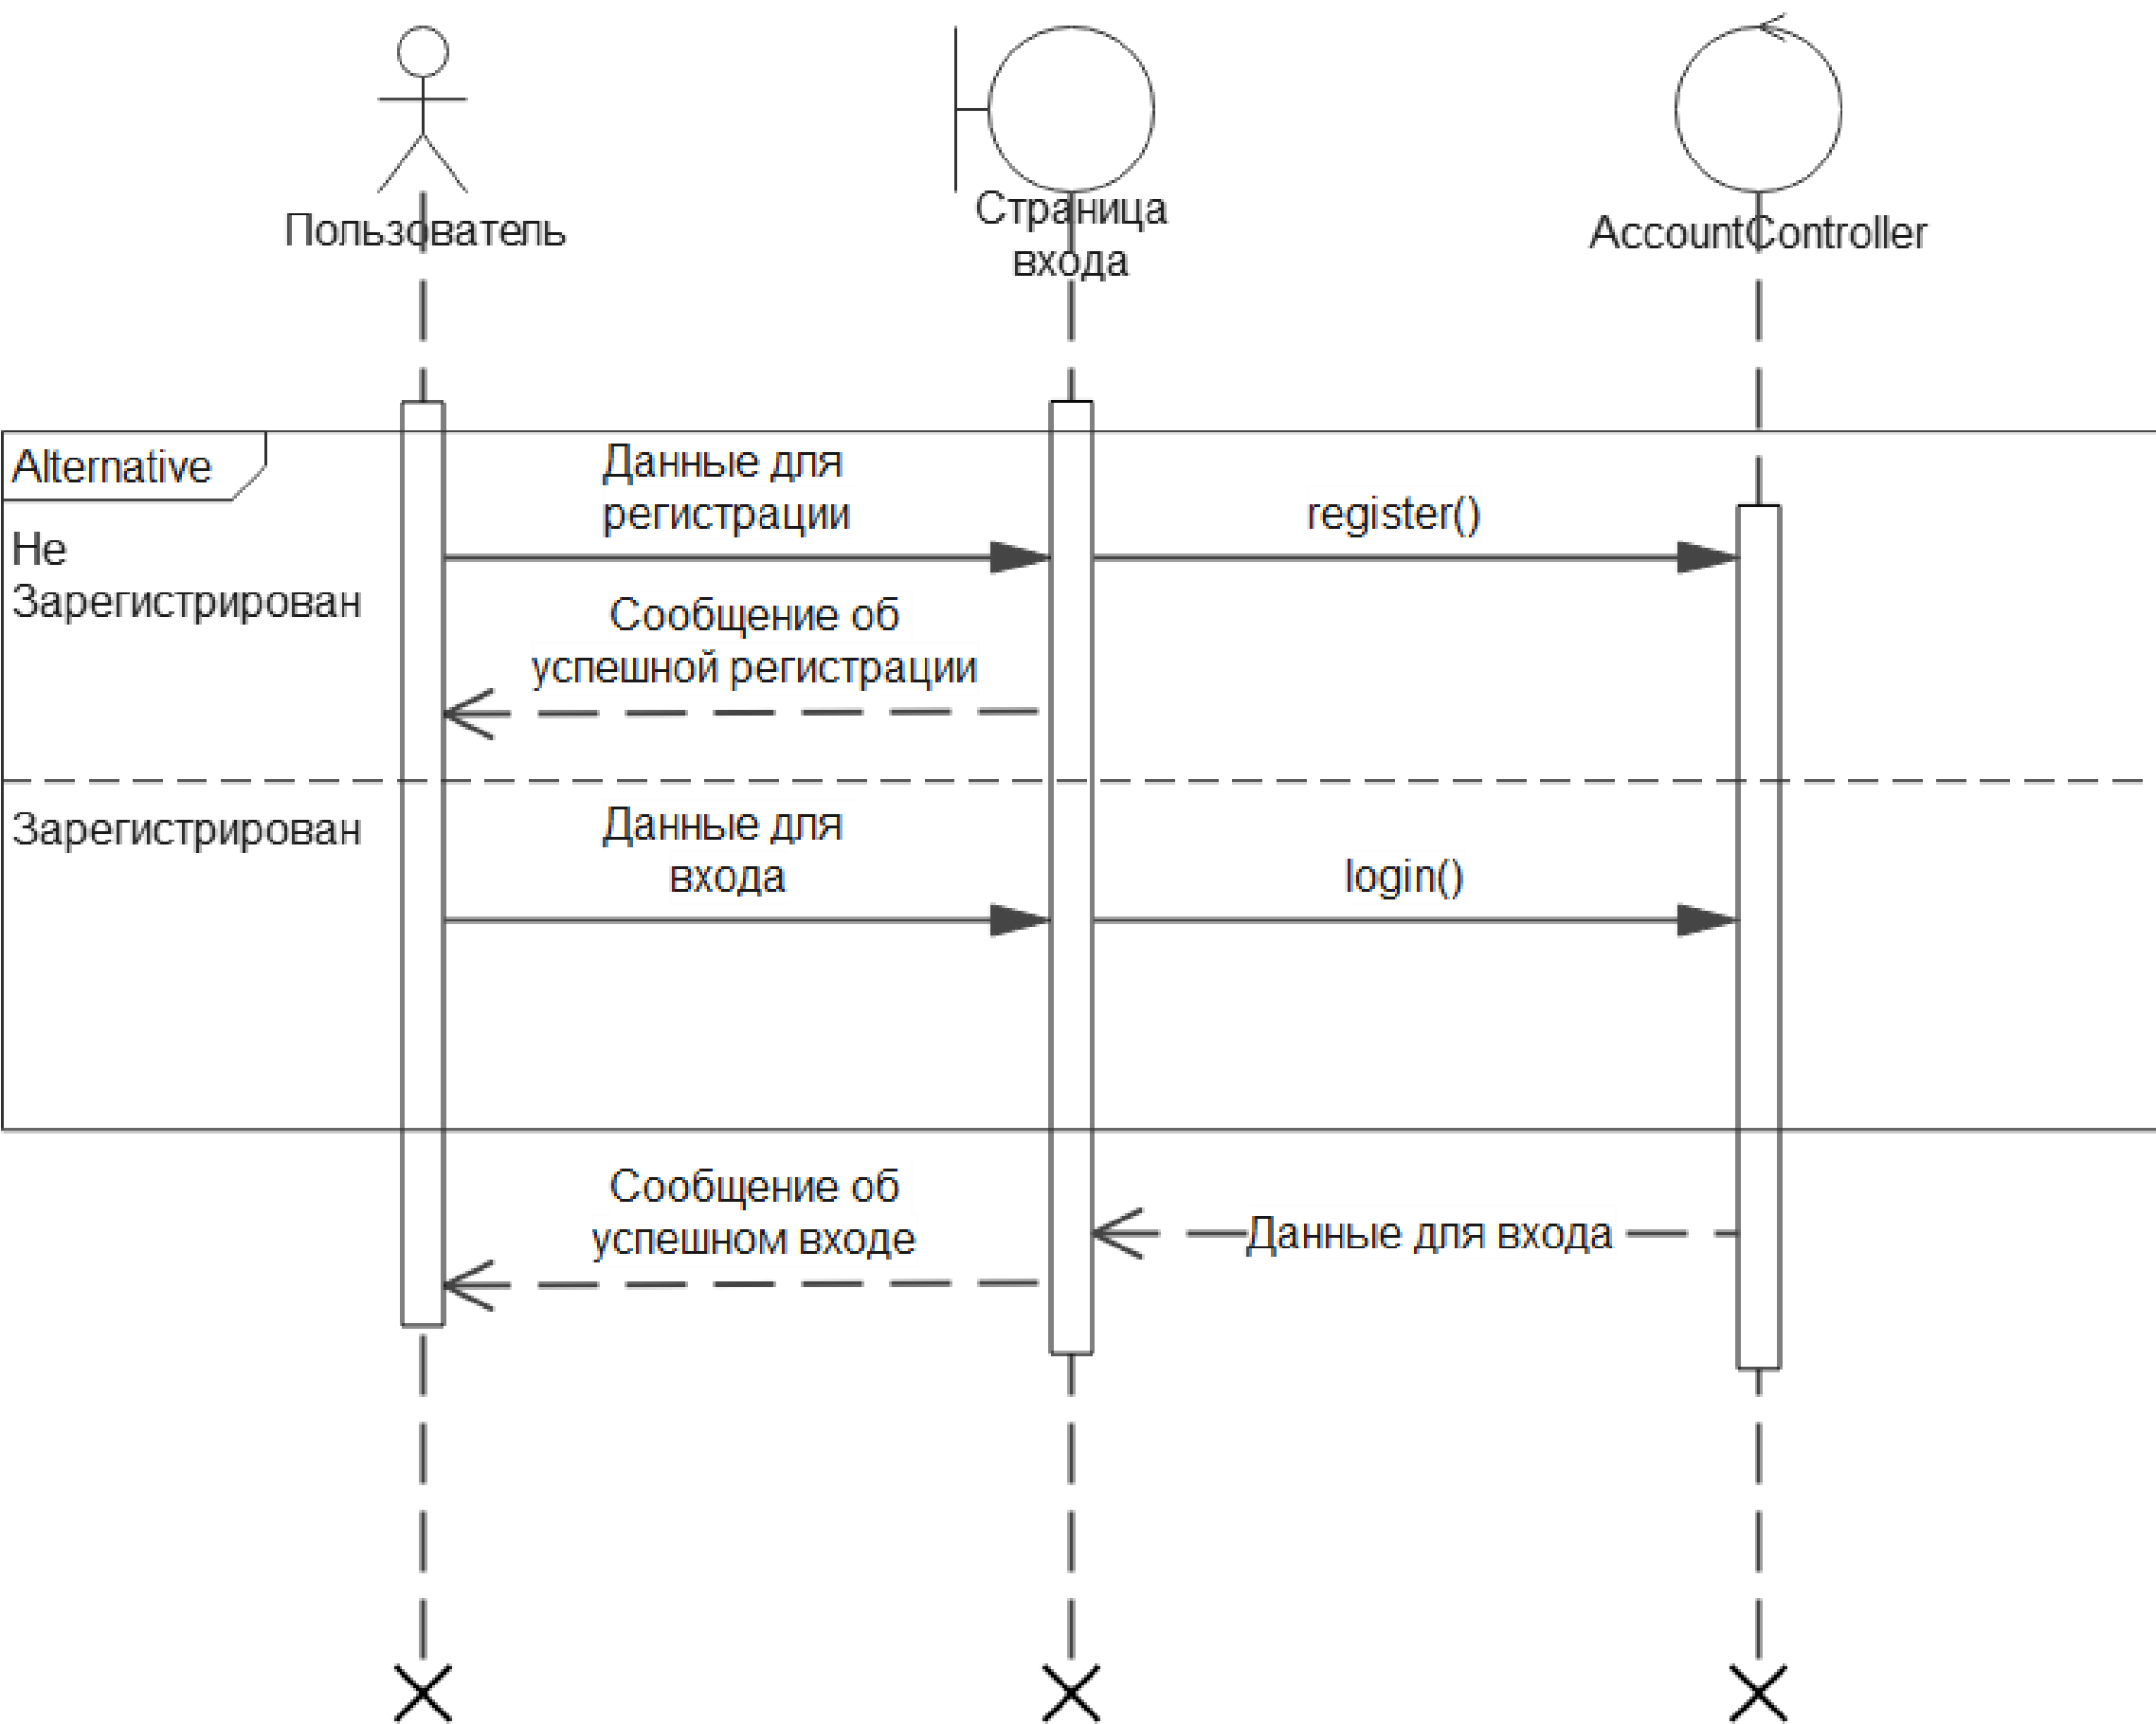 Пользователь
Страница
входа
AccountController
Alternative
Данные для
регистрации
register()
Не
Зарегистрирован
Сообщение об
успешной регистрации
Зарегистрирован
Данные для
входа
login()
Сообщение об
успешном входе
Данные для входа